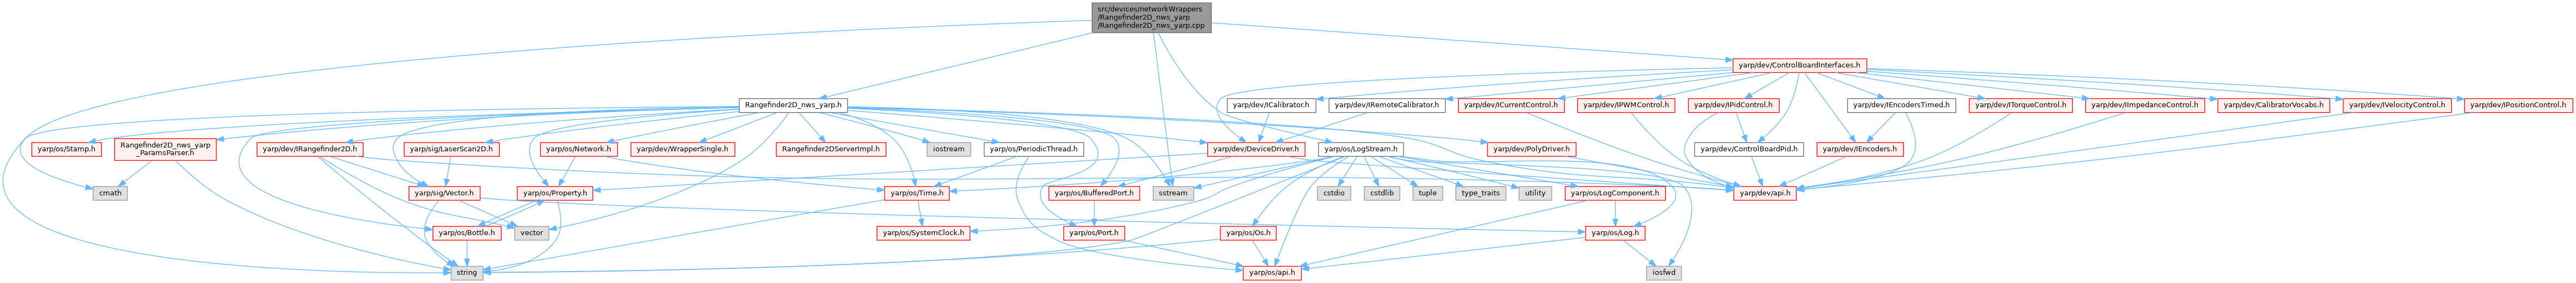 src/devices/networkWrappers
/Rangefinder2D_nws_yarp
/Rangefinder2D_nws_yarp.cpp
yarp/dev/ControlBoardInterfaces.h
Rangefinder2D_nws_yarp.h
yarp/dev/ICalibrator.h
yarp/dev/IRemoteCalibrator.h
yarp/dev/ICurrentControl.h
yarp/dev/IPWMControl.h
yarp/dev/IPidControl.h
yarp/dev/IEncodersTimed.h
yarp/dev/ITorqueControl.h
yarp/dev/IImpedanceControl.h
yarp/dev/CalibratorVocabs.h
yarp/dev/IVelocityControl.h
yarp/dev/IPositionControl.h
yarp/os/Stamp.h
Rangefinder2D_nws_yarp
_ParamsParser.h
yarp/dev/IRangefinder2D.h
yarp/sig/LaserScan2D.h
yarp/os/Network.h
yarp/dev/WrapperSingle.h
Rangefinder2DServerImpl.h
iostream
yarp/os/PeriodicThread.h
yarp/dev/DeviceDriver.h
yarp/os/LogStream.h
yarp/dev/PolyDriver.h
yarp/dev/ControlBoardPid.h
yarp/dev/IEncoders.h
cmath
yarp/sig/Vector.h
yarp/os/Property.h
yarp/os/Time.h
yarp/os/BufferedPort.h
sstream
cstdio
cstdlib
tuple
type_traits
utility
yarp/os/LogComponent.h
yarp/dev/api.h
yarp/os/Bottle.h
vector
yarp/os/SystemClock.h
yarp/os/Port.h
yarp/os/Os.h
yarp/os/Log.h
string
yarp/os/api.h
iosfwd